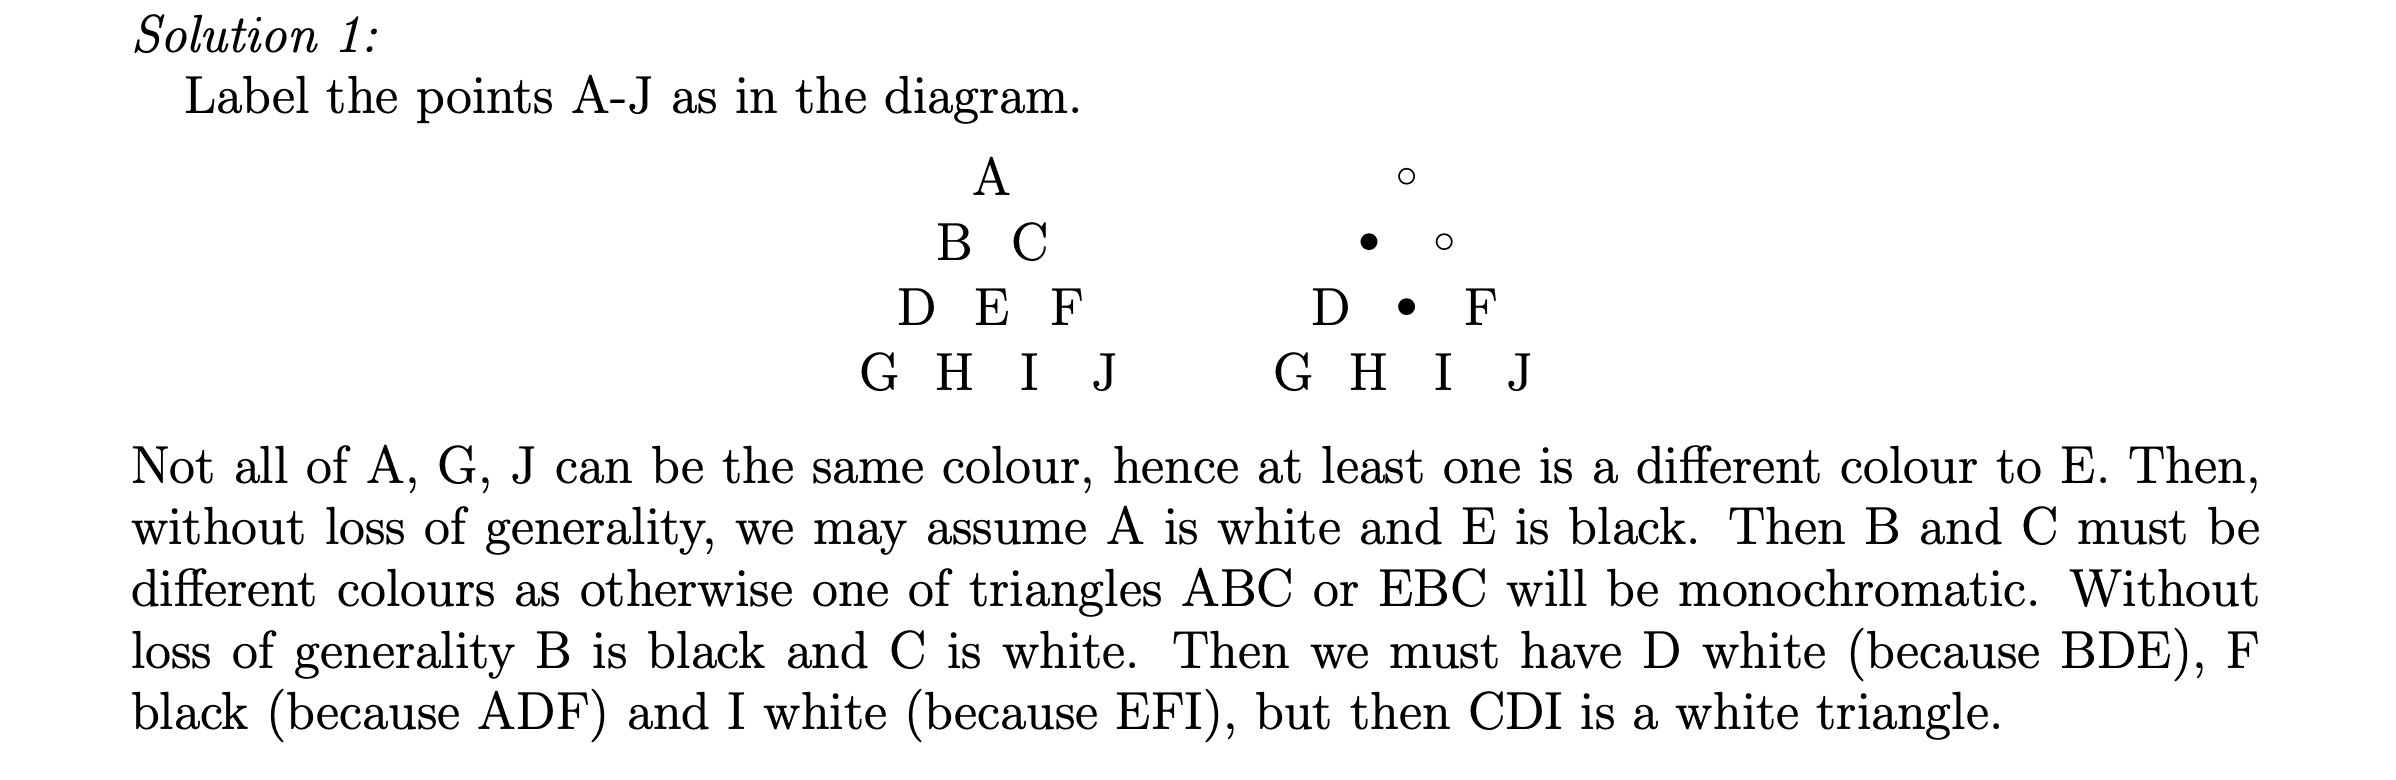 Solution 1:
Label the points A-J as in the diagram.
A ○
B C • ○
D E F D • F
G H I J G H I J
Not all of A, G, J can be the same colour, hence at least one is a different colour to E. Then,
without loss of generality, we may assume A is white and E is black. Then B and C must be
different colours as otherwise one of triangles ABC or EBC will be monochromatic. Without
loss of generality B is black and C is white. Then we must have D white (because BDE), F
black (because ADF) and I white (because EFI), but then CDI is a white triangle.